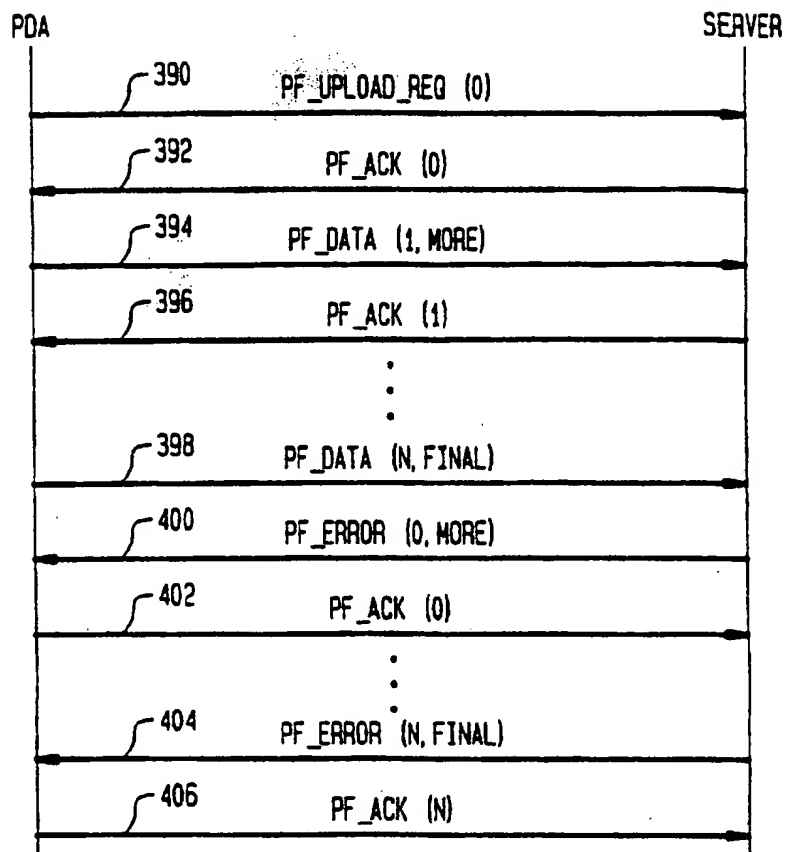 PDA SERVER
390 PF_UPLOAD_REQ (0)
392 PF_ACK (0)
394 PF_DATA (1, MORE)
396 PF_ACK (1)
398 PF_DATA (N, FINAL)
400 PF_ERROR (0, MORE)
402 PF_ACK (0)
404 PF_ERROR (N, FINAL)
406 PF_ACK (N)